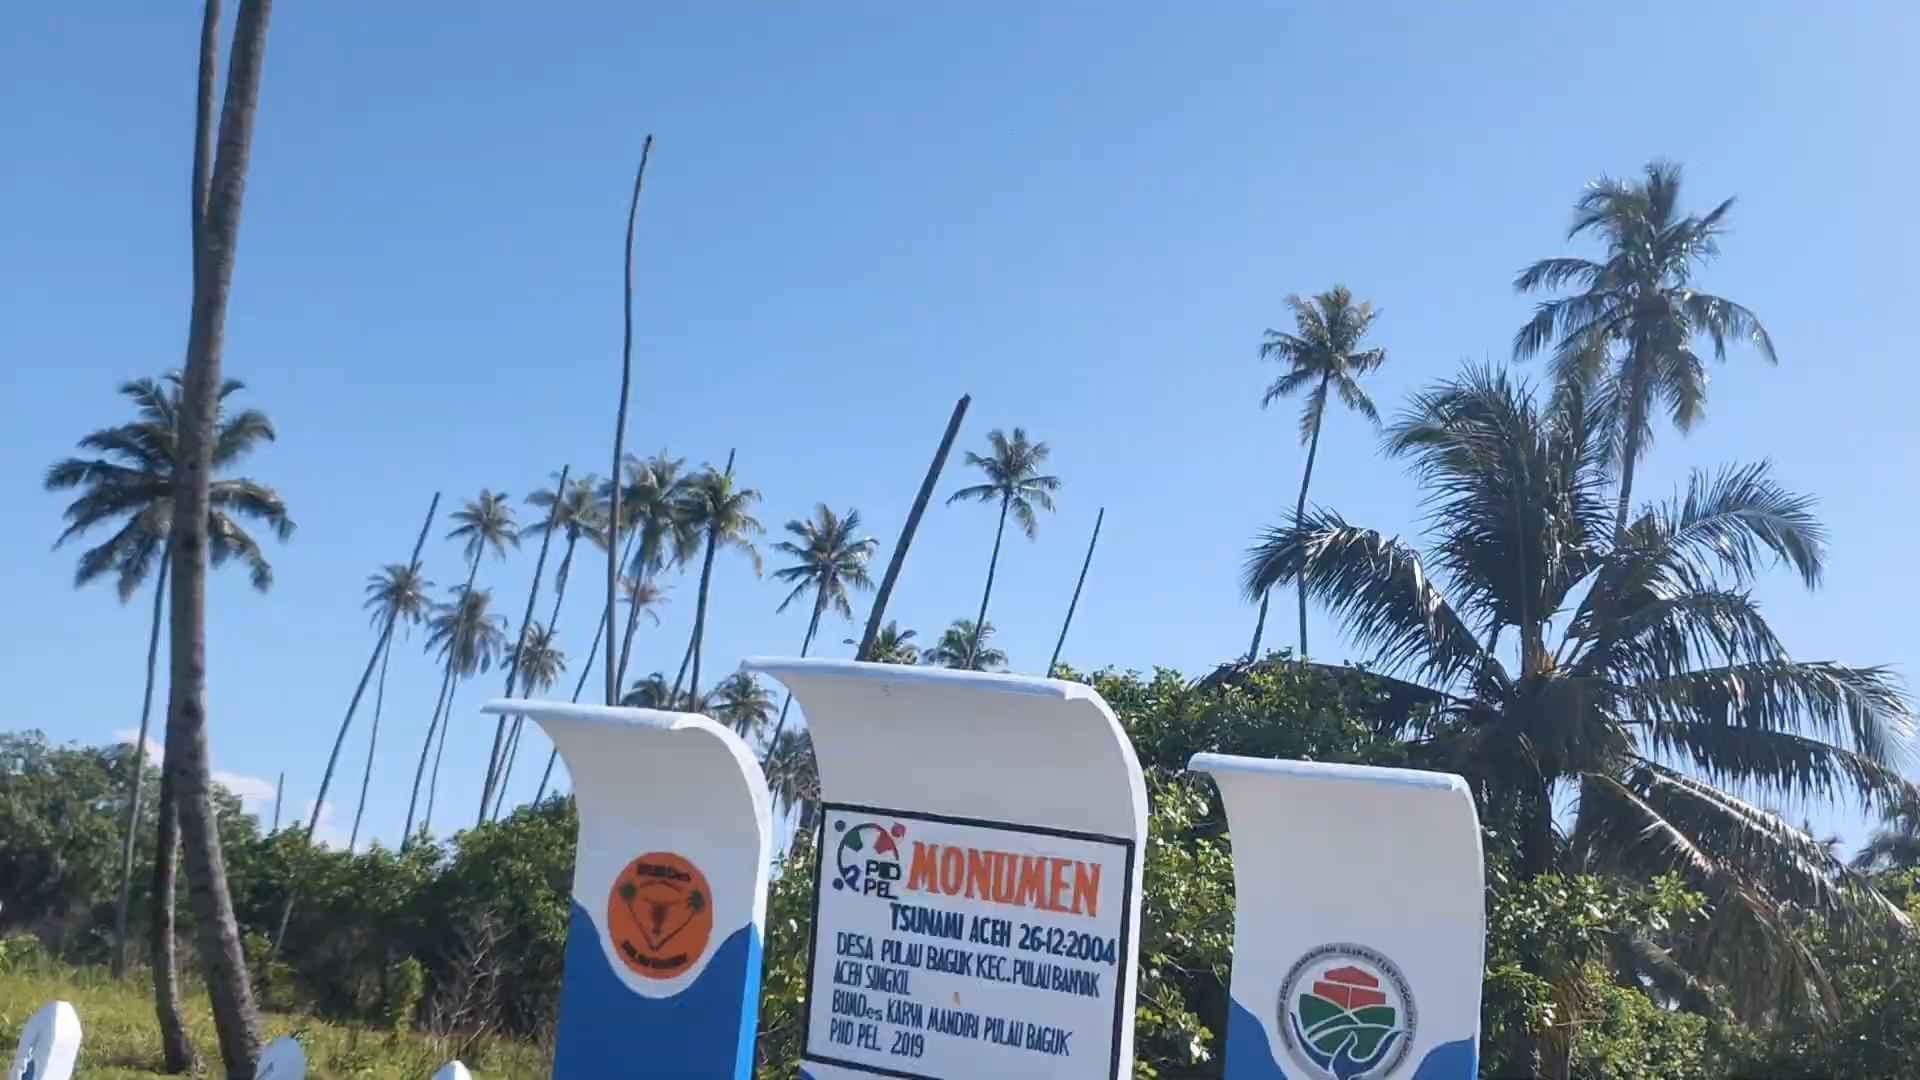 BUMDes
PIID
PEL
MONUMEN
TSUNAMI ACEH 26-12-2004
DESA PULAU BAGUK KEC. PULAU BANYAK
ACEH SINGKIL
BUMDes KARYA MANDIRI PULAU BAGUK
PIID PEL 2019